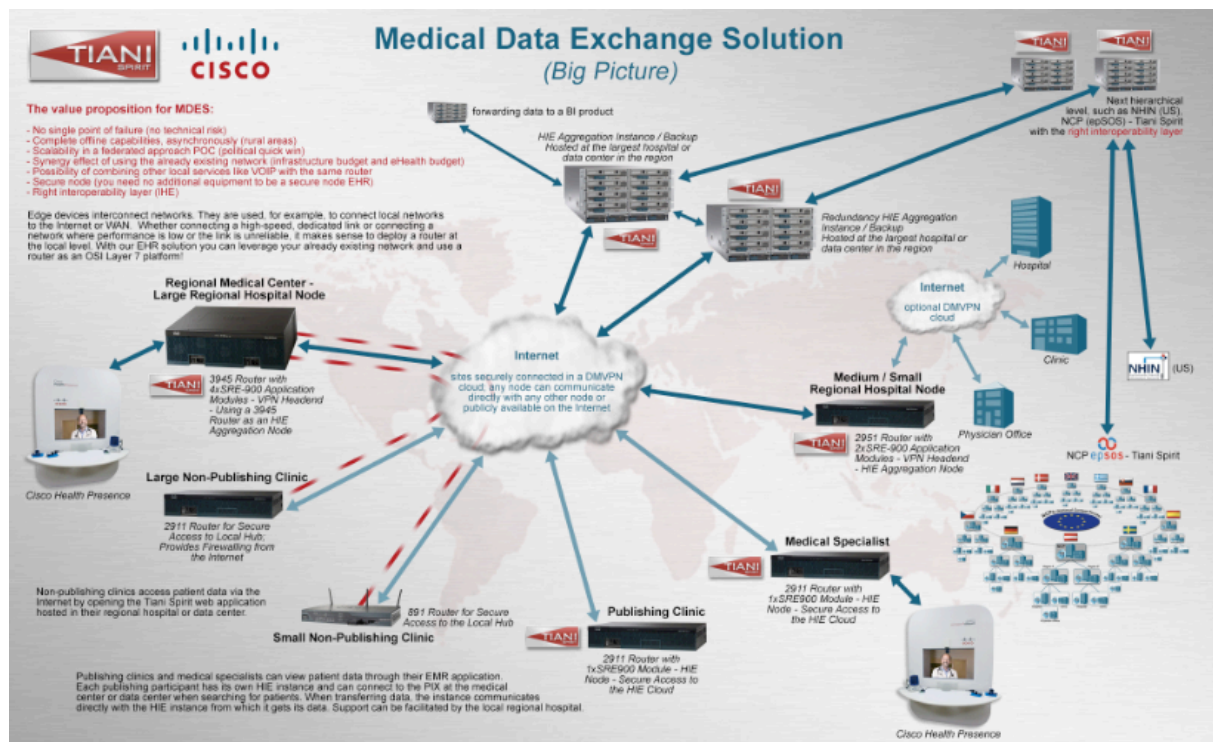 TIANI
SPIRIT
CISCO
Medical Data Exchange Solution
(Big Picture)
TIANI
TIANI
The value proposition for MDES:
- No single point of failure (no technical risk)
- Complete offline capabilities, asynchronously (rural areas)
- Scalability in a federated approach POC (political quick win)
- Synergy effect of using the already existing network (infrastructure budget and eHealth budget)
- Possibility of combining other local services like VOIP with the same router
- Secure node (you need no additional equipment to be a secure node EHR)
- Right interoperability layer (IHE)
forwarding data to a BI product
HIE Aggregation Instance / Backup
Hosted at the largest hospital or
data center in the region
Next hierarchical
level, such as NHIN (US),
NCP (epSOS) - Tiani Spirit
with the right interoperability layer
TIANI
TIANI
Redundancy HIE Aggregation
Instance / Backup
Hosted at the largest hospital or
data center in the region
Edge devices interconnect networks. They are used, for example, to connect local networks
to the Internet or WAN. Whether connecting a high-speed, dedicated link or connecting a
network where performance is low or the link is unreliable, it makes sense to deploy a router at
the local level. With our EHR solution you can leverage your already existing network and use a
router as an OSI Layer 7 platform!
Regional Medical Center -
Large Regional Hospital Node
TIANI
3945 Router with
4xSRE-900 Application
Modules - VPN Headend
- Using a 3945
Router as an HIE
Aggregation Node
Cisco Health Presence
Internet
sites securely connected in a DMVPN
cloud, any node can communicate
directly with any other node or
publicly available on the Internet
Hospital
Internet
optional DMVPN
cloud
Clinic
Physician Office
Medium / Small
Regional Hospital Node
TIANI
2951 Router with
2xSRE-900 Application
Modules - VPN Headend
- HIE Aggregation Node
NHIN (US)
NCP epSOS - Tiani Spirit
Large Non-Publishing Clinic
2911 Router for Secure
Access to Local Hub;
Provides Firewalling from
the Internet
Non-publishing clinics access patient data via the
Internet by opening the Tiani Spirit web application
hosted in their regional hospital or data center.
891 Router for Secure
Access to the Local Hub
Small Non-Publishing Clinic
Publishing Clinic
TIANI
2911 Router with
1xSRE900 Module - HIE
Node - Secure Access to
the HIE Cloud
Medical Specialist
TIANI
2911 Router with
1xSRE900 Module - HIE
Node - Secure Access to
the HIE Cloud
Cisco Health Presence
Publishing clinics and medical specialists can view patient data through their EMR application.
Each publishing participant has its own HIE instance and can connect to the PIX at the medical
center or data center when searching for patients. When transferring data, the instance communicates
directly with the HIE instance from which it gets its data. Support can be facilitated by the local regional hospital.